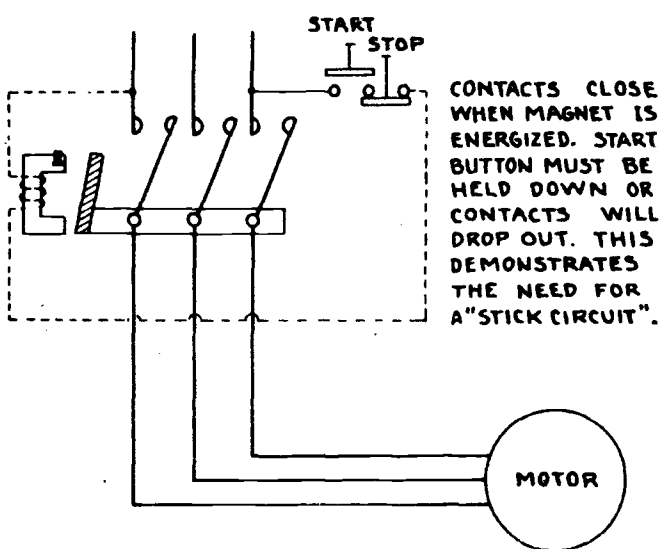 START
STOP
CONTACTS CLOSE
WHEN MAGNET IS
ENERGIZED. START
BUTTON MUST BE
HELD DOWN OR
CONTACTS WILL
DROP OUT. THIS
DEMONSTRATES
THE NEED FOR
A "STICK CIRCUIT".
MOTOR